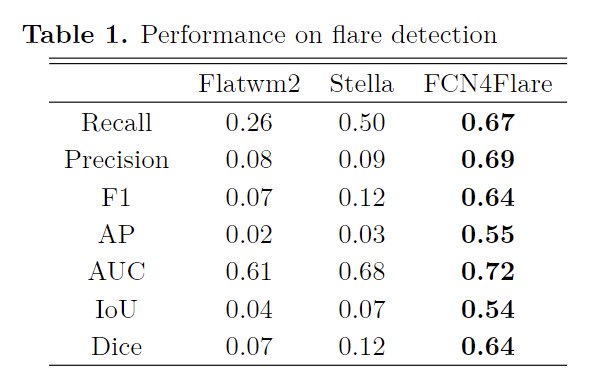 Table 1. Performance on flare detection
Flatwm2 Stella FCN4Flare
Recall 0.26 0.50 0.67
Precision 0.08 0.09 0.69
F1 0.07 0.12 0.64
AP 0.02 0.03 0.55
AUC 0.61 0.68 0.72
IoU 0.04 0.07 0.54
Dice 0.07 0.12 0.64